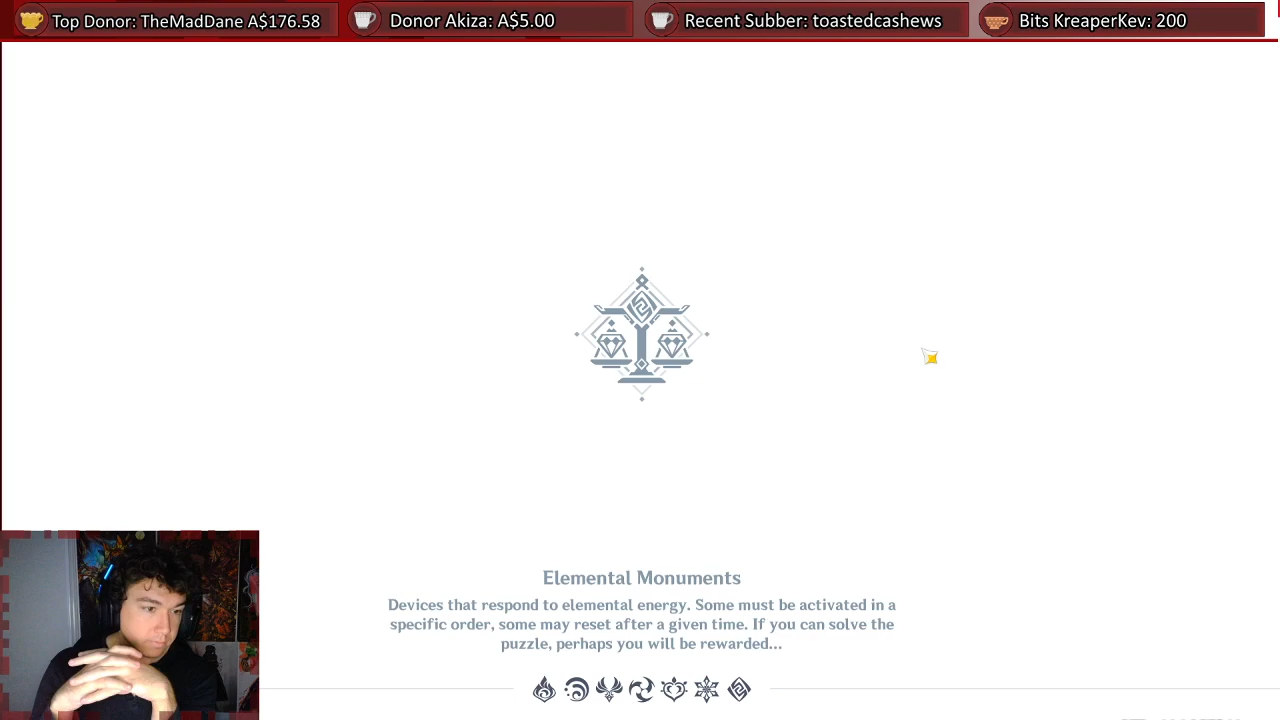 Top Donor: TheMadDane A$176.58
Donor Akiza: A$5.00
Recent Subber: toastedcashews
Bits KreaperKev: 200
Elemental Monuments
Devices that respond to elemental energy. Some must be activated in a
specific order, some may reset after a given time. If you can solve the
puzzle, perhaps you will be rewarded...